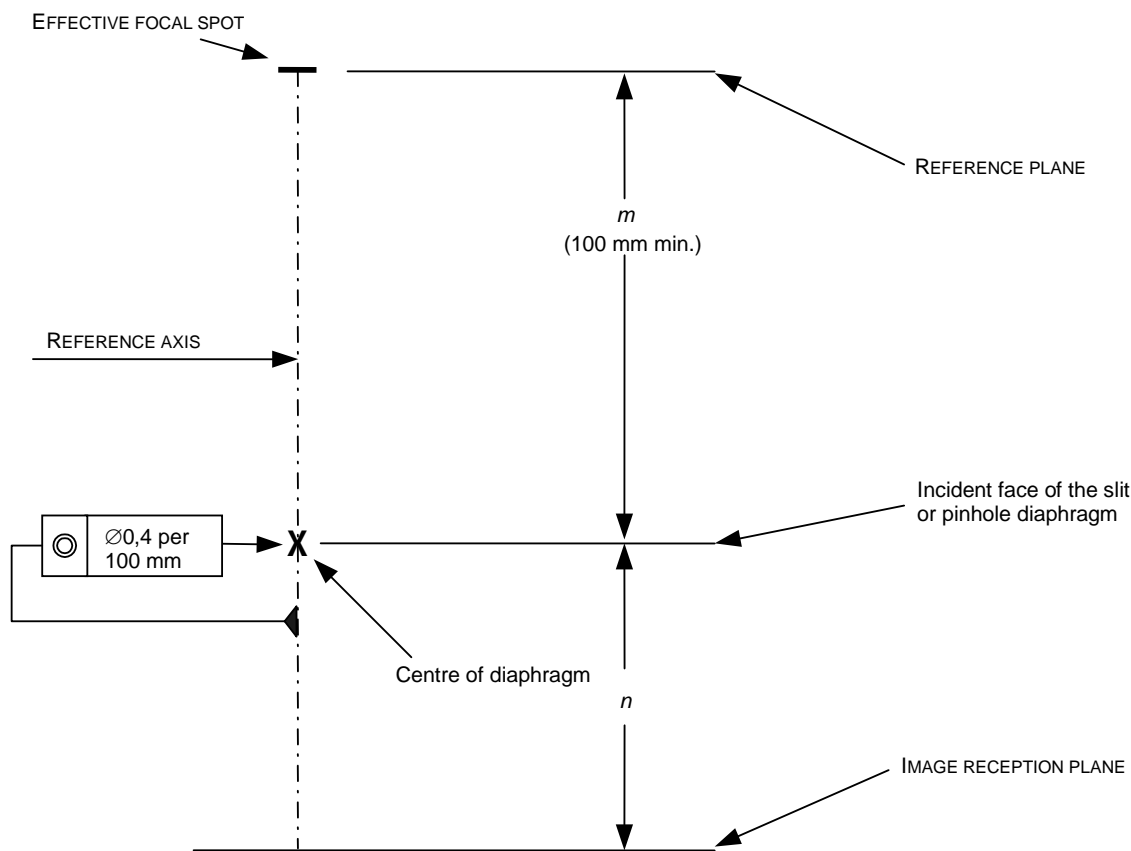 EFFECTIVE FOCAL SPOT
REFERENCE PLANE
m
(100 mm min.)
REFERENCE AXIS
Incident face of the slit
or pinhole diaphragm
∅0,4 per
100 mm
X
Centre of diaphragm
n
IMAGE RECEPTION PLANE